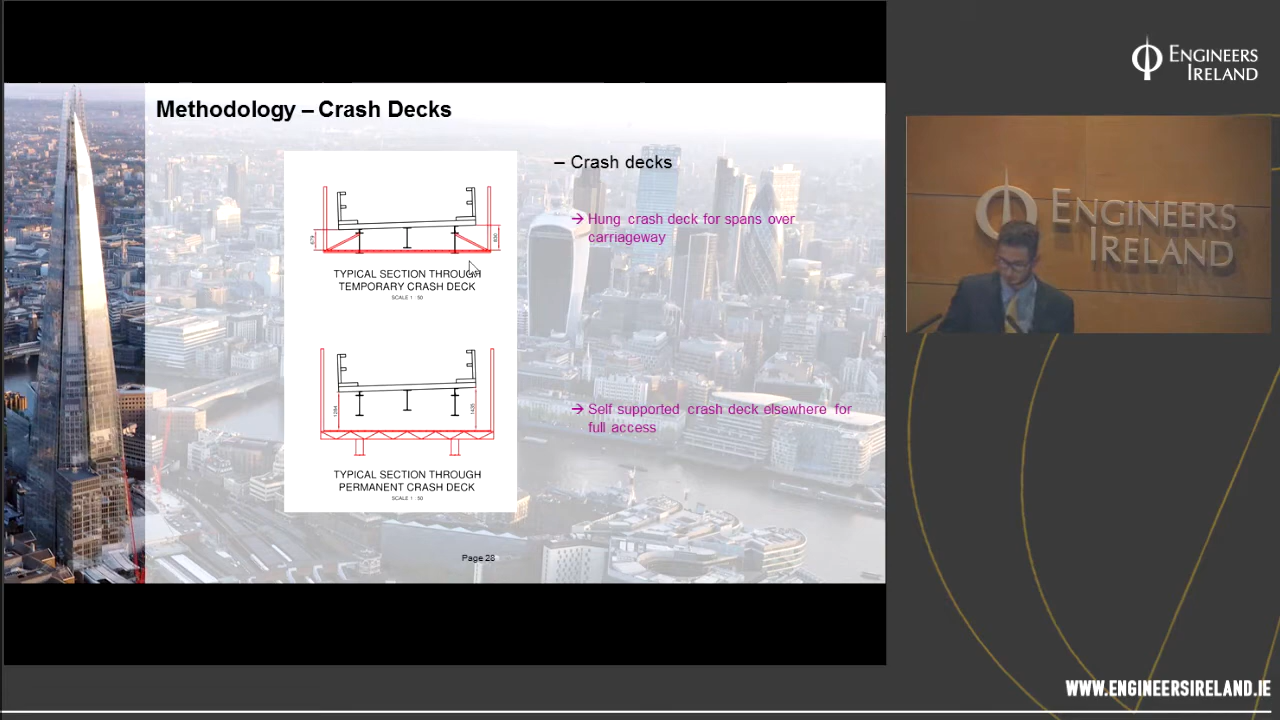 Methodology – Crash Decks
– Crash decks
→ Hung crash deck for spans over
carriageway
TYPICAL SECTION THROUGH
TEMPORARY CRASH DECK
SCALE 1 : 50
→ Self supported crash deck elsewhere for
full access
TYPICAL SECTION THROUGH
PERMANENT CRASH DECK
SCALE 1 : 50
Page 28
ENGINEERS
IRELAND
ENGINEERS
IRELAND
WWW.ENGINEERSIRELAND.IE